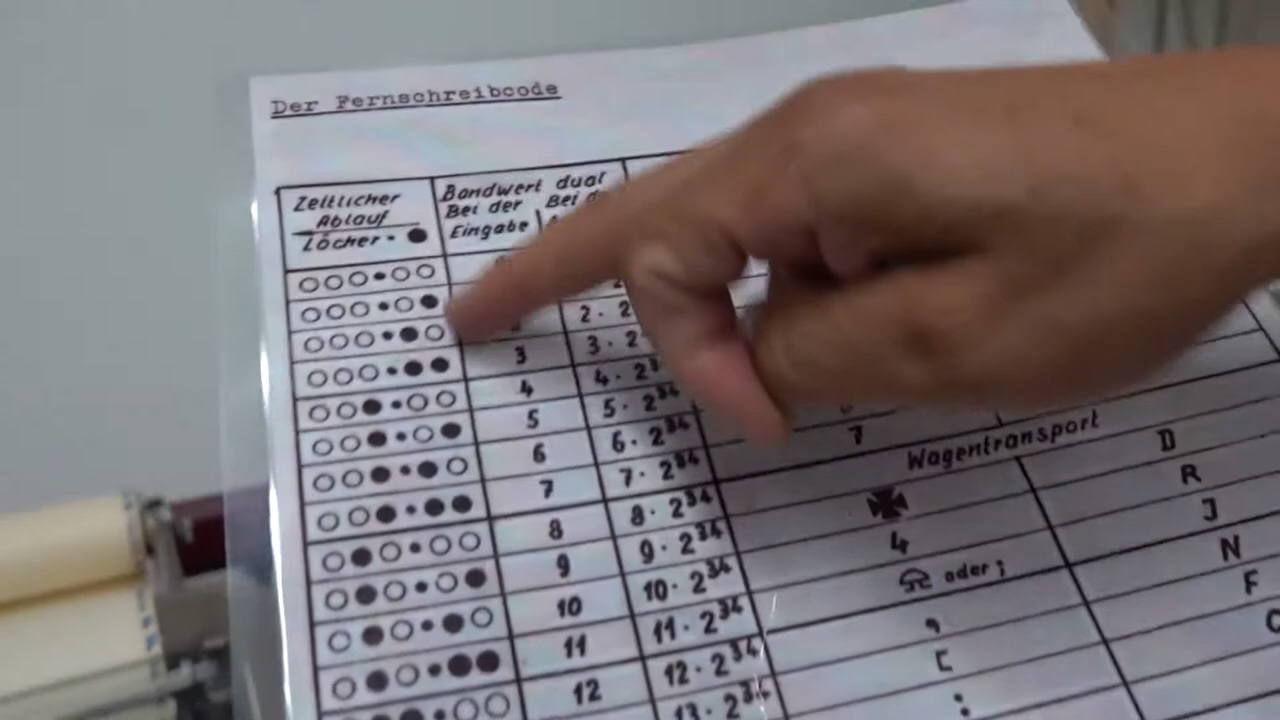 Der Fernschreibcode
Zeitlicher
Ablauf
Löcher = ●
Bandwert dual
Bei der
Bei
Eingabe
2 · 2
3
3 · 2
4
4 · 2³⁴
5
5 · 2³⁴
6
6 · 2³⁴
7
7 · 2³⁴
7
8
8 · 2³⁴
Wagentransport
9
9 · 2³⁴
D
10
10 · 2³⁴
4
R
11
11 · 2³⁴
oder ;
J
12
12 · 2³⁴
,
N
13 · 2³⁴
[
F
: